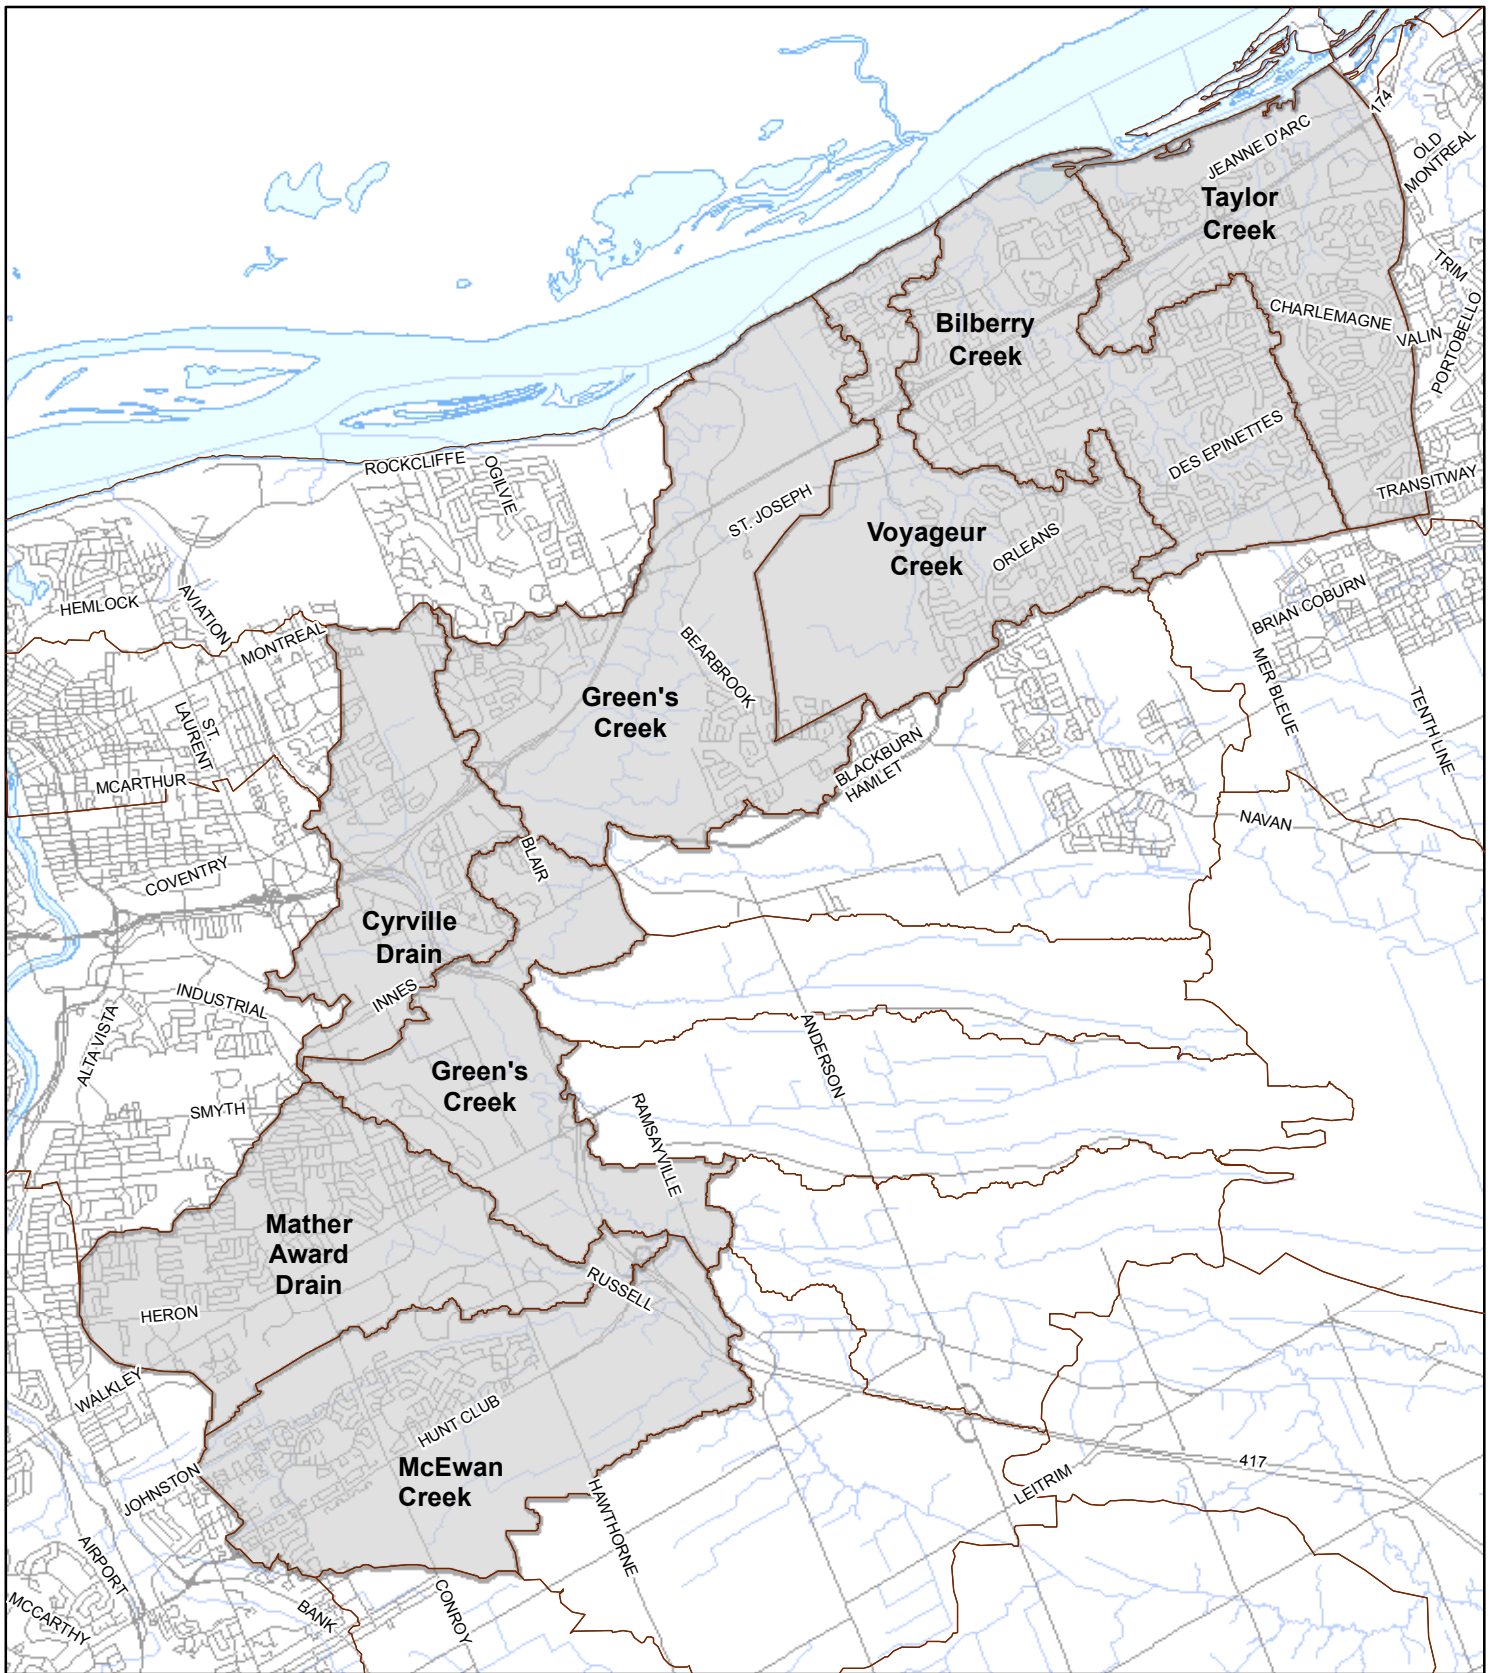 174
JEANNE D'ARC
OLD
MONTREAL
Taylor
Creek
TRIM
CHARLEMAGNE
VALIN
PORTOBELLO
Bilberry
Creek
DES EPINETTES
TRANSITWAY
ROCKCLIFFE
OGILVIE
ST. JOSEPH
Voyageur
Creek
ORLEANS
HEMLOCK
AVIATION
MONTREAL
BRIAN COBURN
BEARBROOK
MER BLEUE
TENTH LINE
Green's
Creek
ST.
LAURENT
MCARTHUR
BLACKBURN
HAMLET
NAVAN
BLAIR
COVENTRY
Cyrville
Drain
INNES
INDUSTRIAL
ALTA VISTA
ANDERSON
Green's
Creek
SMYTH
RAMSAYVILLE
Mather
Award
Drain
RUSSELL
HERON
WALKLEY
HUNT CLUB
McEwan
Creek
417
LEITRIM
JOHNSTON
HAWTHORNE
AIRPORT
CONROY
BANK
MCCARTHY